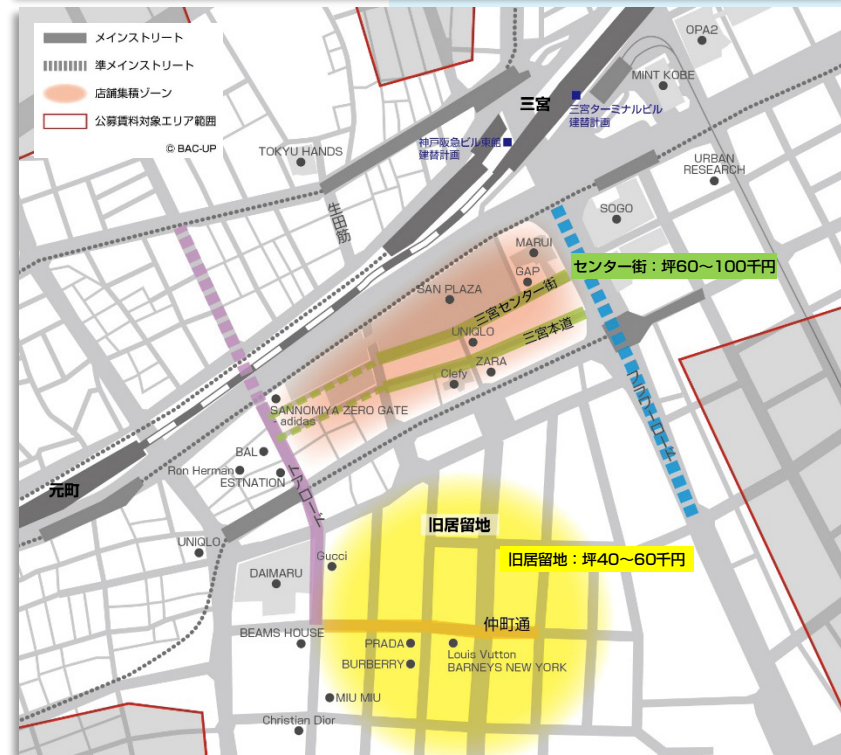 メインストリート
準メインストリート
店舗集積ゾーン
公募賃料対象エリア範囲
© BAC-UP
OPA2
MINT KOBE
三宮
三宮ターミナルビル
建替計画
神戸阪急ビル東館
建替計画
TOKYU HANDS
URBAN
RESEARCH
生田筋
SOGO
MARUI
センター街：坪60～100千円
GAP
SAN PLAZA
三宮センター街
UNIQLO
三宮本道
ZARA
Clefy
フラワーロード
SANNOMIYA ZERO GATE
- adidas
BAL
Ron Herman
ESTNATION
トアロード
元町
旧居留地
UNIQLO
旧居留地：坪40～60千円
Gucci
DAIMARU
仲町通
BEAMS HOUSE
PRADA
Louis Vutton
BARNEYS NEW YORK
BURBERRY
MIU MIU
Christian Dior